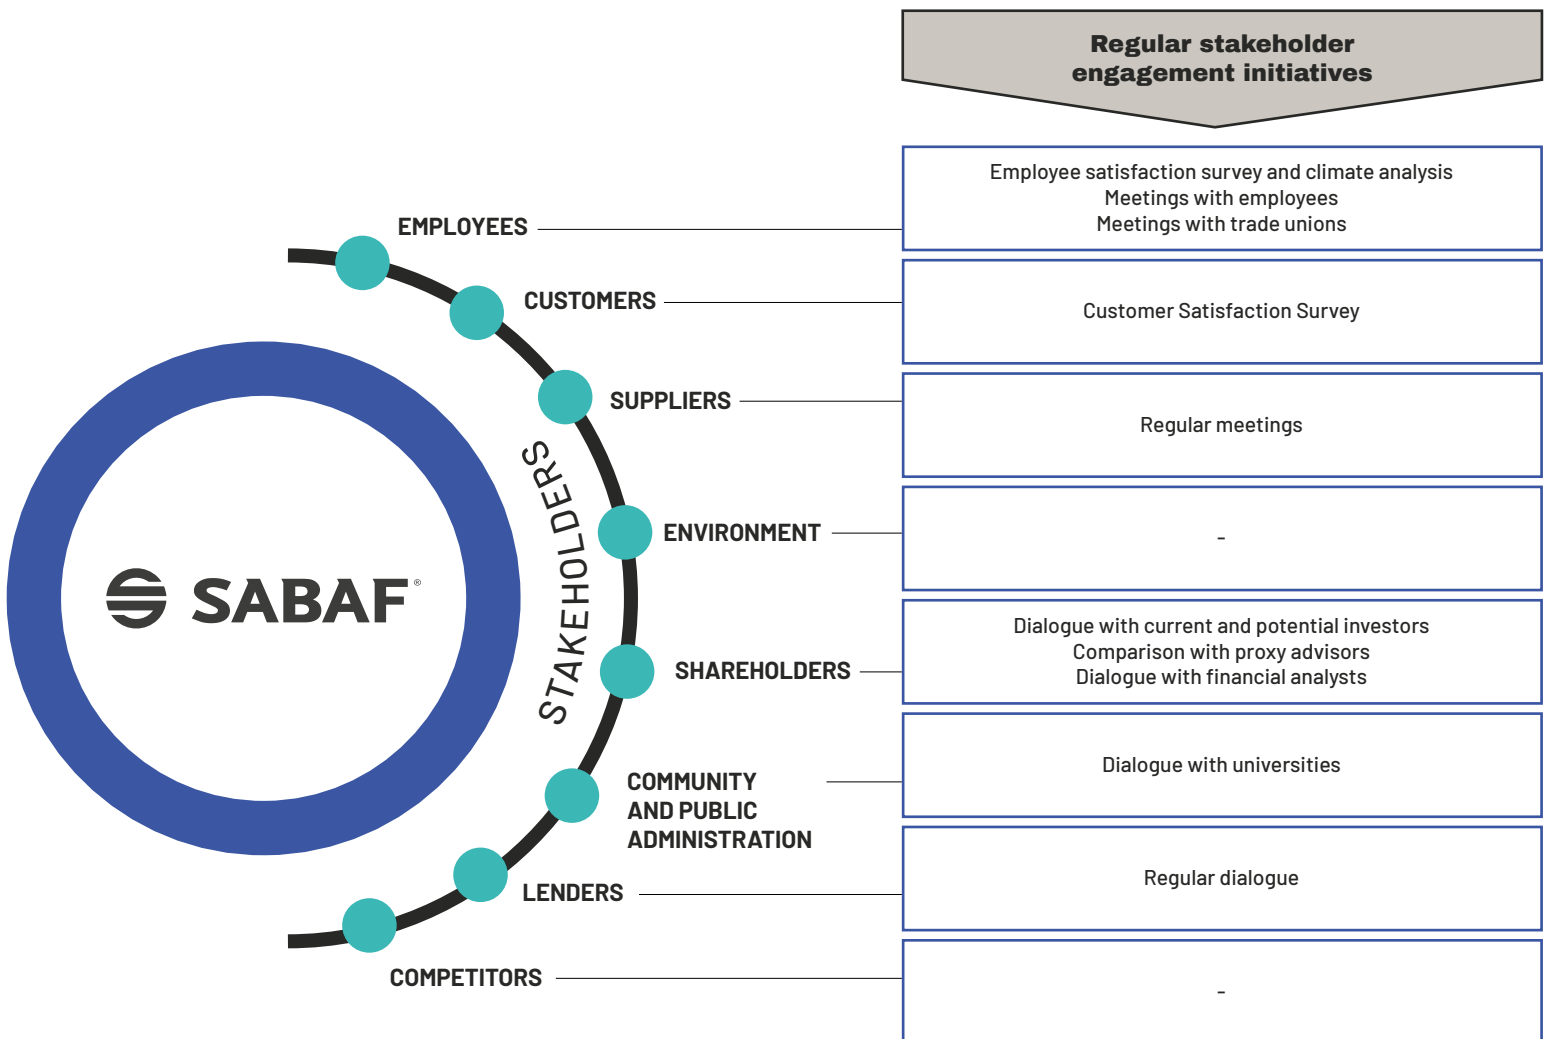 Regular stakeholder
engagement initiatives
EMPLOYEES
Employee satisfaction survey and climate analysis
Meetings with employees
Meetings with trade unions
CUSTOMERS
Customer Satisfaction Survey
SUPPLIERS
Regular meetings
ENVIRONMENT
-
SHAREHOLDERS
Dialogue with current and potential investors
Comparison with proxy advisors
Dialogue with financial analysts
COMMUNITY
AND PUBLIC
ADMINISTRATION
Dialogue with universities
LENDERS
Regular dialogue
COMPETITORS
-
STAKEHOLDERS
SABAF®